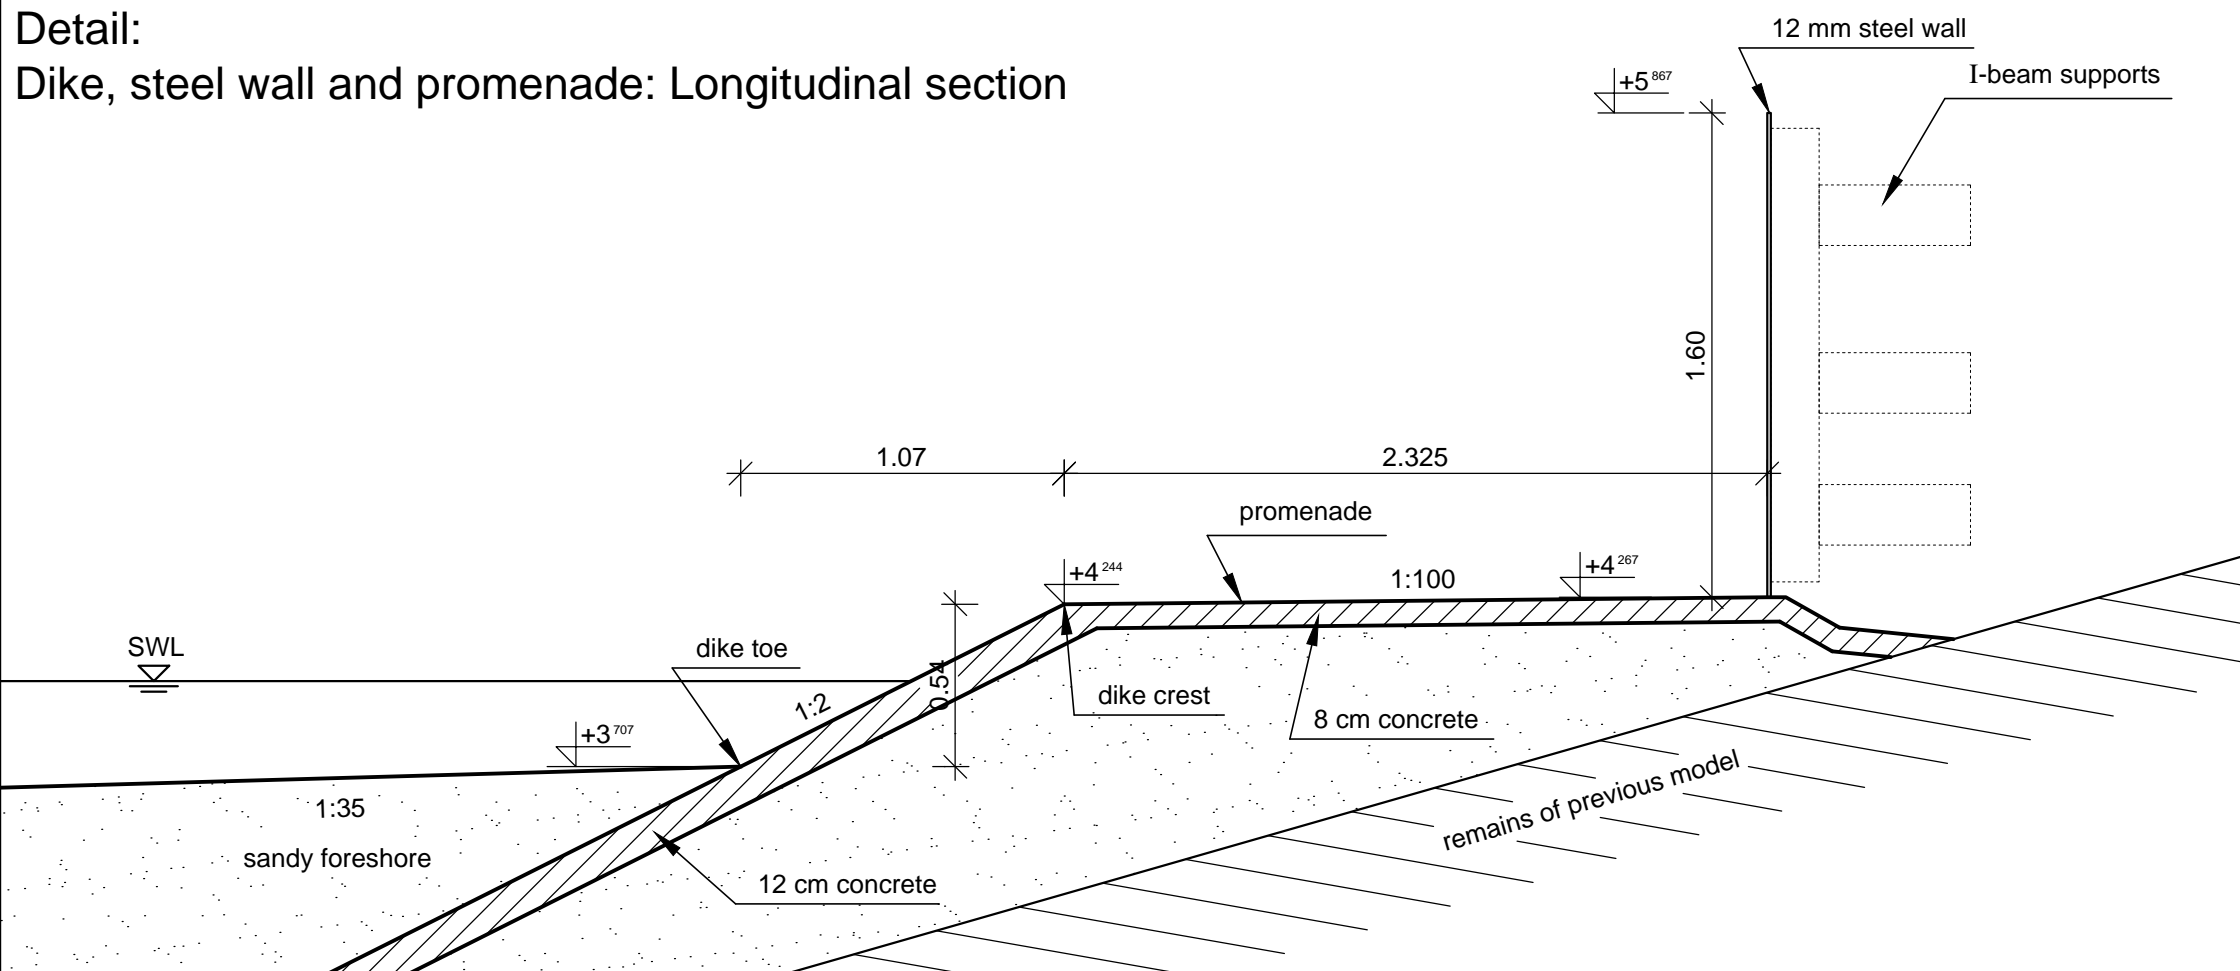 Detail:
Dike, steel wall and promenade: Longitudinal section
12 mm steel wall
I-beam supports
+5 867
1.60
1.07
2.325
promenade
+4 244
1:100
+4 267
SWL
dike toe
0.54
1:2
dike crest
8 cm concrete
+3 707
1:35
remains of previous model
sandy foreshore
12 cm concrete